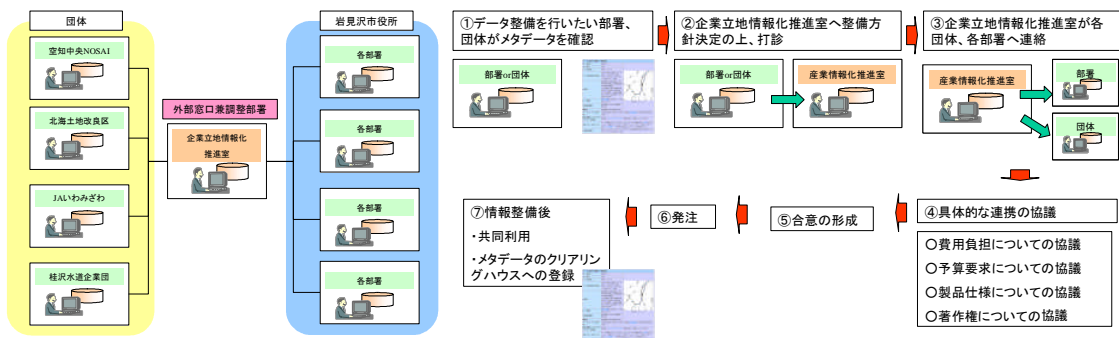 団体
空知中央NOSAI
北海土地改良区
JAいわみざわ
桂沢水道企業団
外部窓口兼調整部署
企業立地情報化
推進室
岩見沢市役所
各部署
各部署
各部署
各部署
①データ整備を行いたい部署、
団体がメタデータを確認
部署or団体
②企業立地情報化推進室へ整備方
針決定の上、打診
部署or団体
産業情報化推進室
③企業立地情報化推進室が各
団体、各部署へ連絡
産業情報化推進室
部署
団体
④具体的な連携の協議
○費用負担についての協議
○予算要求についての協議
○製品仕様についての協議
○著作権についての協議
⑤合意の形成
⑥発注
⑦情報整備後
・共同利用
・メタデータのクリアリン
グハウスへの登録